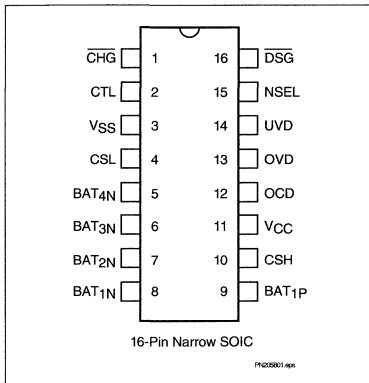 CHG 1 16 DSG
CTL 2 15 NSEL
VSS 3 14 UVD
CSL 4 13 OVD
BAT4N 5 12 OCD
BAT3N 6 11 VCC
BAT2N 7 10 CSH
BAT1N 8 9 BAT1P
16-Pin Narrow SOIC
PN205801.eps